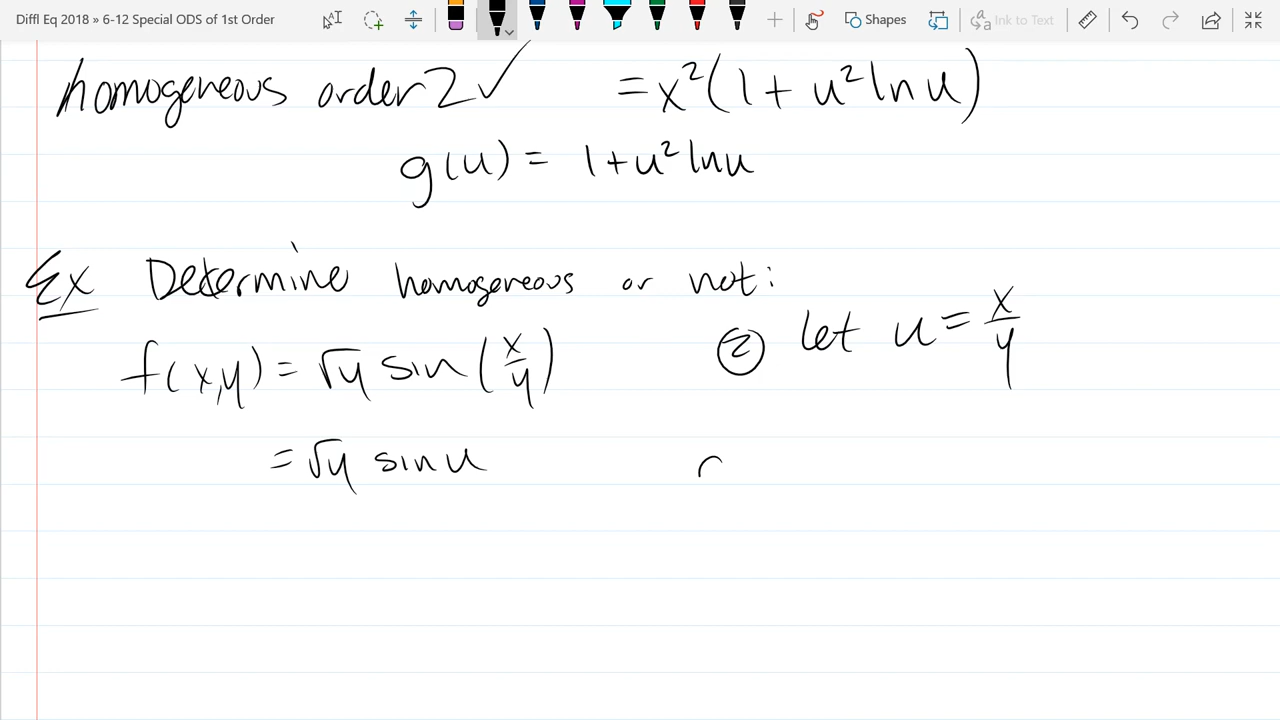 Diffl Eq 2018 » 6-12 Special ODS of 1st Order
Shapes
Ink to Text
homogeneous order 2 ✓ = x²(1 + u² ln u)
g(u) = 1 + u² ln u
Ex Determine homogeneous or not:
② let u = x/y
f(x,y) = √y sin(x/y)
= √y sin u